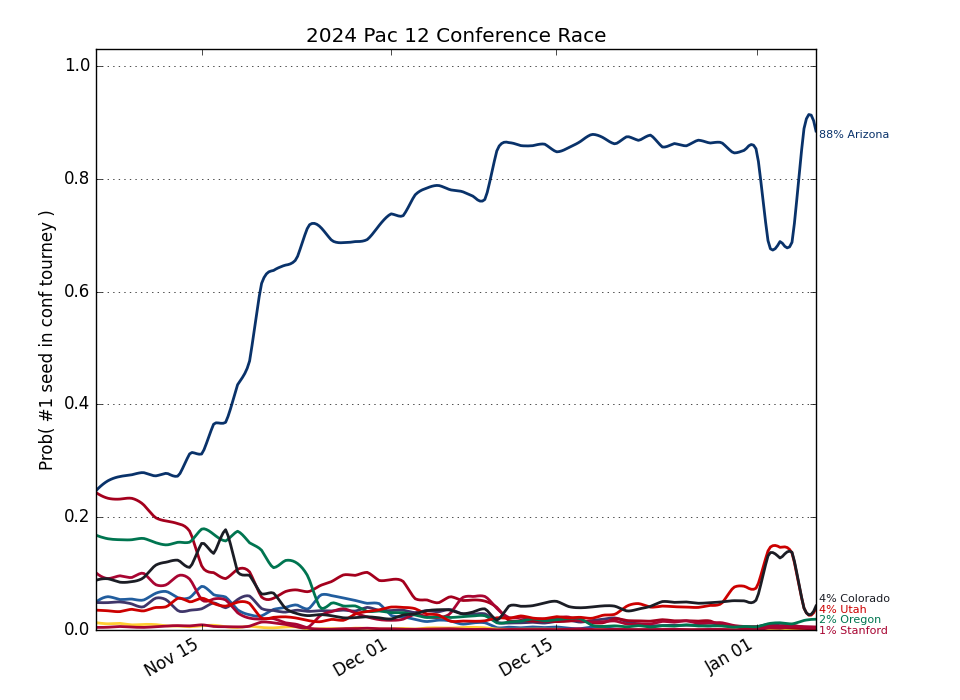 2024 Pac 12 Conference Race
Prob( #1 seed in conf tourney )
1.0
0.8
0.6
0.4
0.2
0.0
Nov 15
Dec 01
Dec 15
Jan 01
88% Arizona
4% Colorado
4% Utah
2% Oregon
1% Stanford